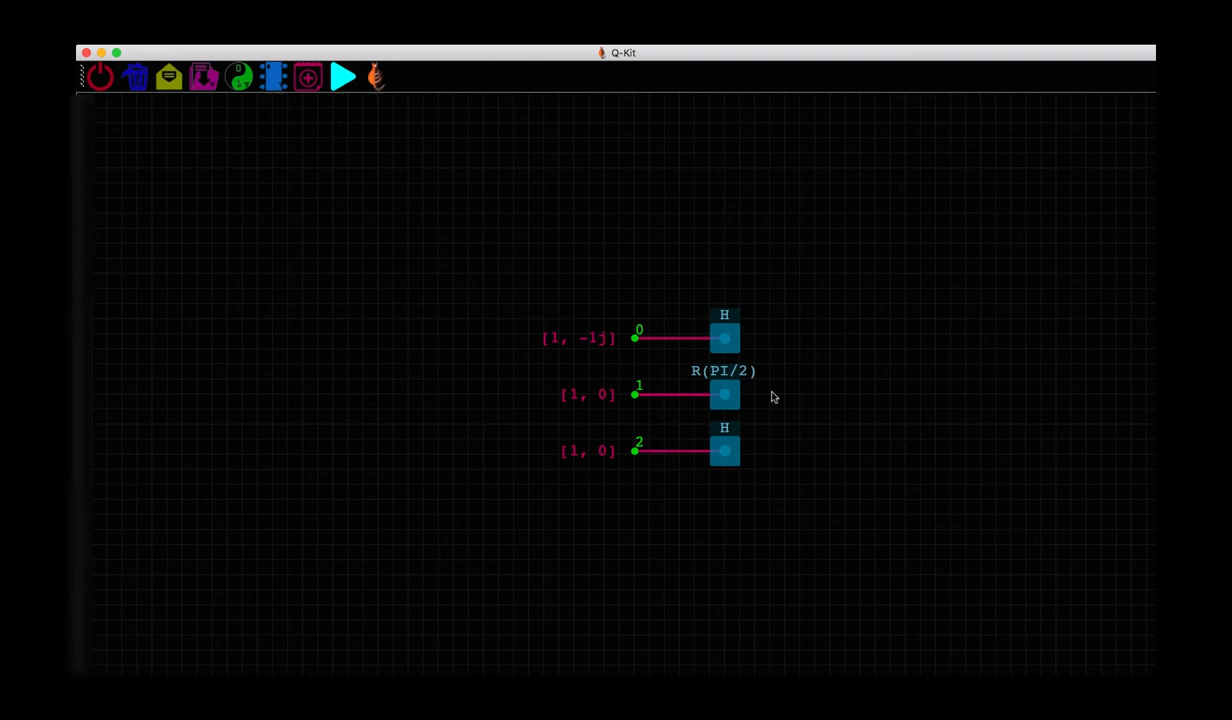 Q-Kit
H
[1, -1j] 0
R(PI/2)
[1, 0] 1
H
[1, 0] 2